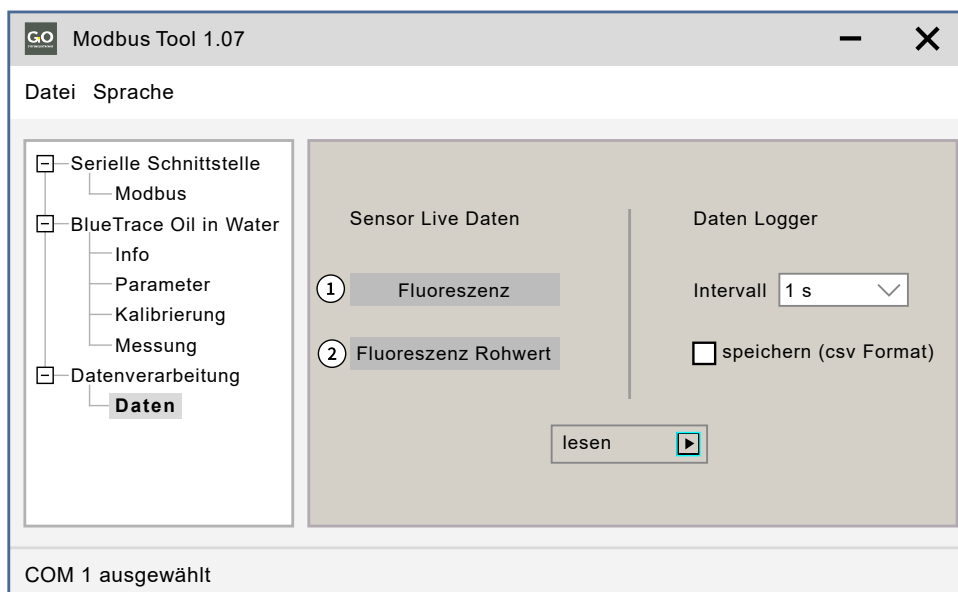 GO
Modbus Tool 1.07
Datei Sprache
Serielle Schnittstelle
Modbus
BlueTrace Oil in Water
Info
Parameter
Kalibrierung
Messung
Datenverarbeitung
Daten
Sensor Live Daten
1 Fluoreszenz
2 Fluoreszenz Rohwert
Daten Logger
Intervall 1 s
speichern (csv Format)
lesen
COM 1 ausgewählt